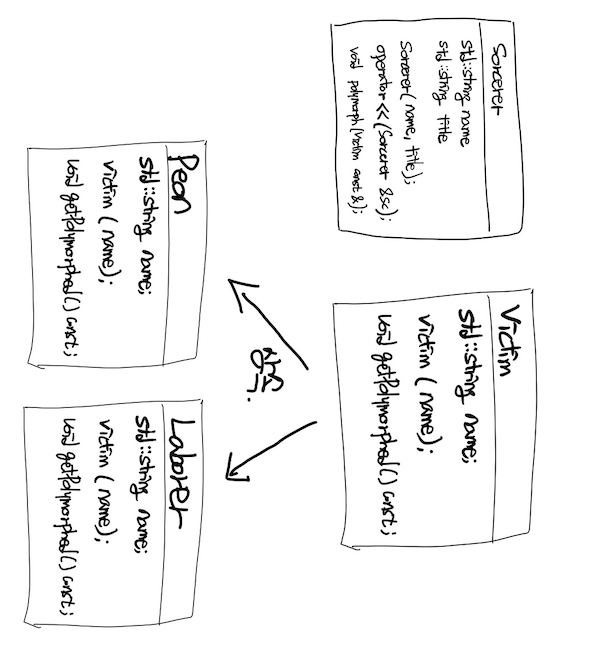 Sorcerer
std::string name
std::string title
Sorcerer(name, title);
operator<<(Sorcerer &sc);
void polymorph(Victim const&);
Victim
std::string name;
victim (name);
void getPolymorphed() const;
상속.
Peon
std::string name;
victim (name);
void getPolymorphed() const;
Laborer
std::string name;
victim (name);
void getPolymorphed() const;